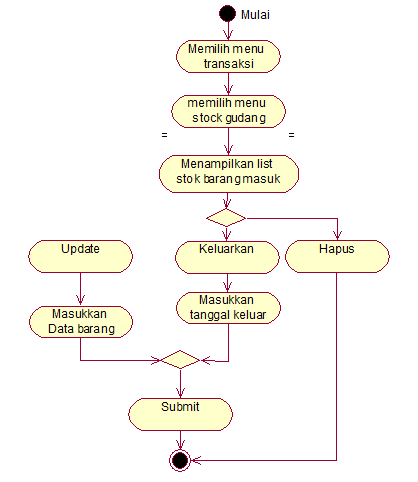 Mulai
Memilih menu
transaksi
memilih menu
stock gudang
= =
Menampilkan list
stok barang masuk
Update
Keluarkan
Hapus
Masukkan
Data barang
Masukkan
tanggal keluar
Submit